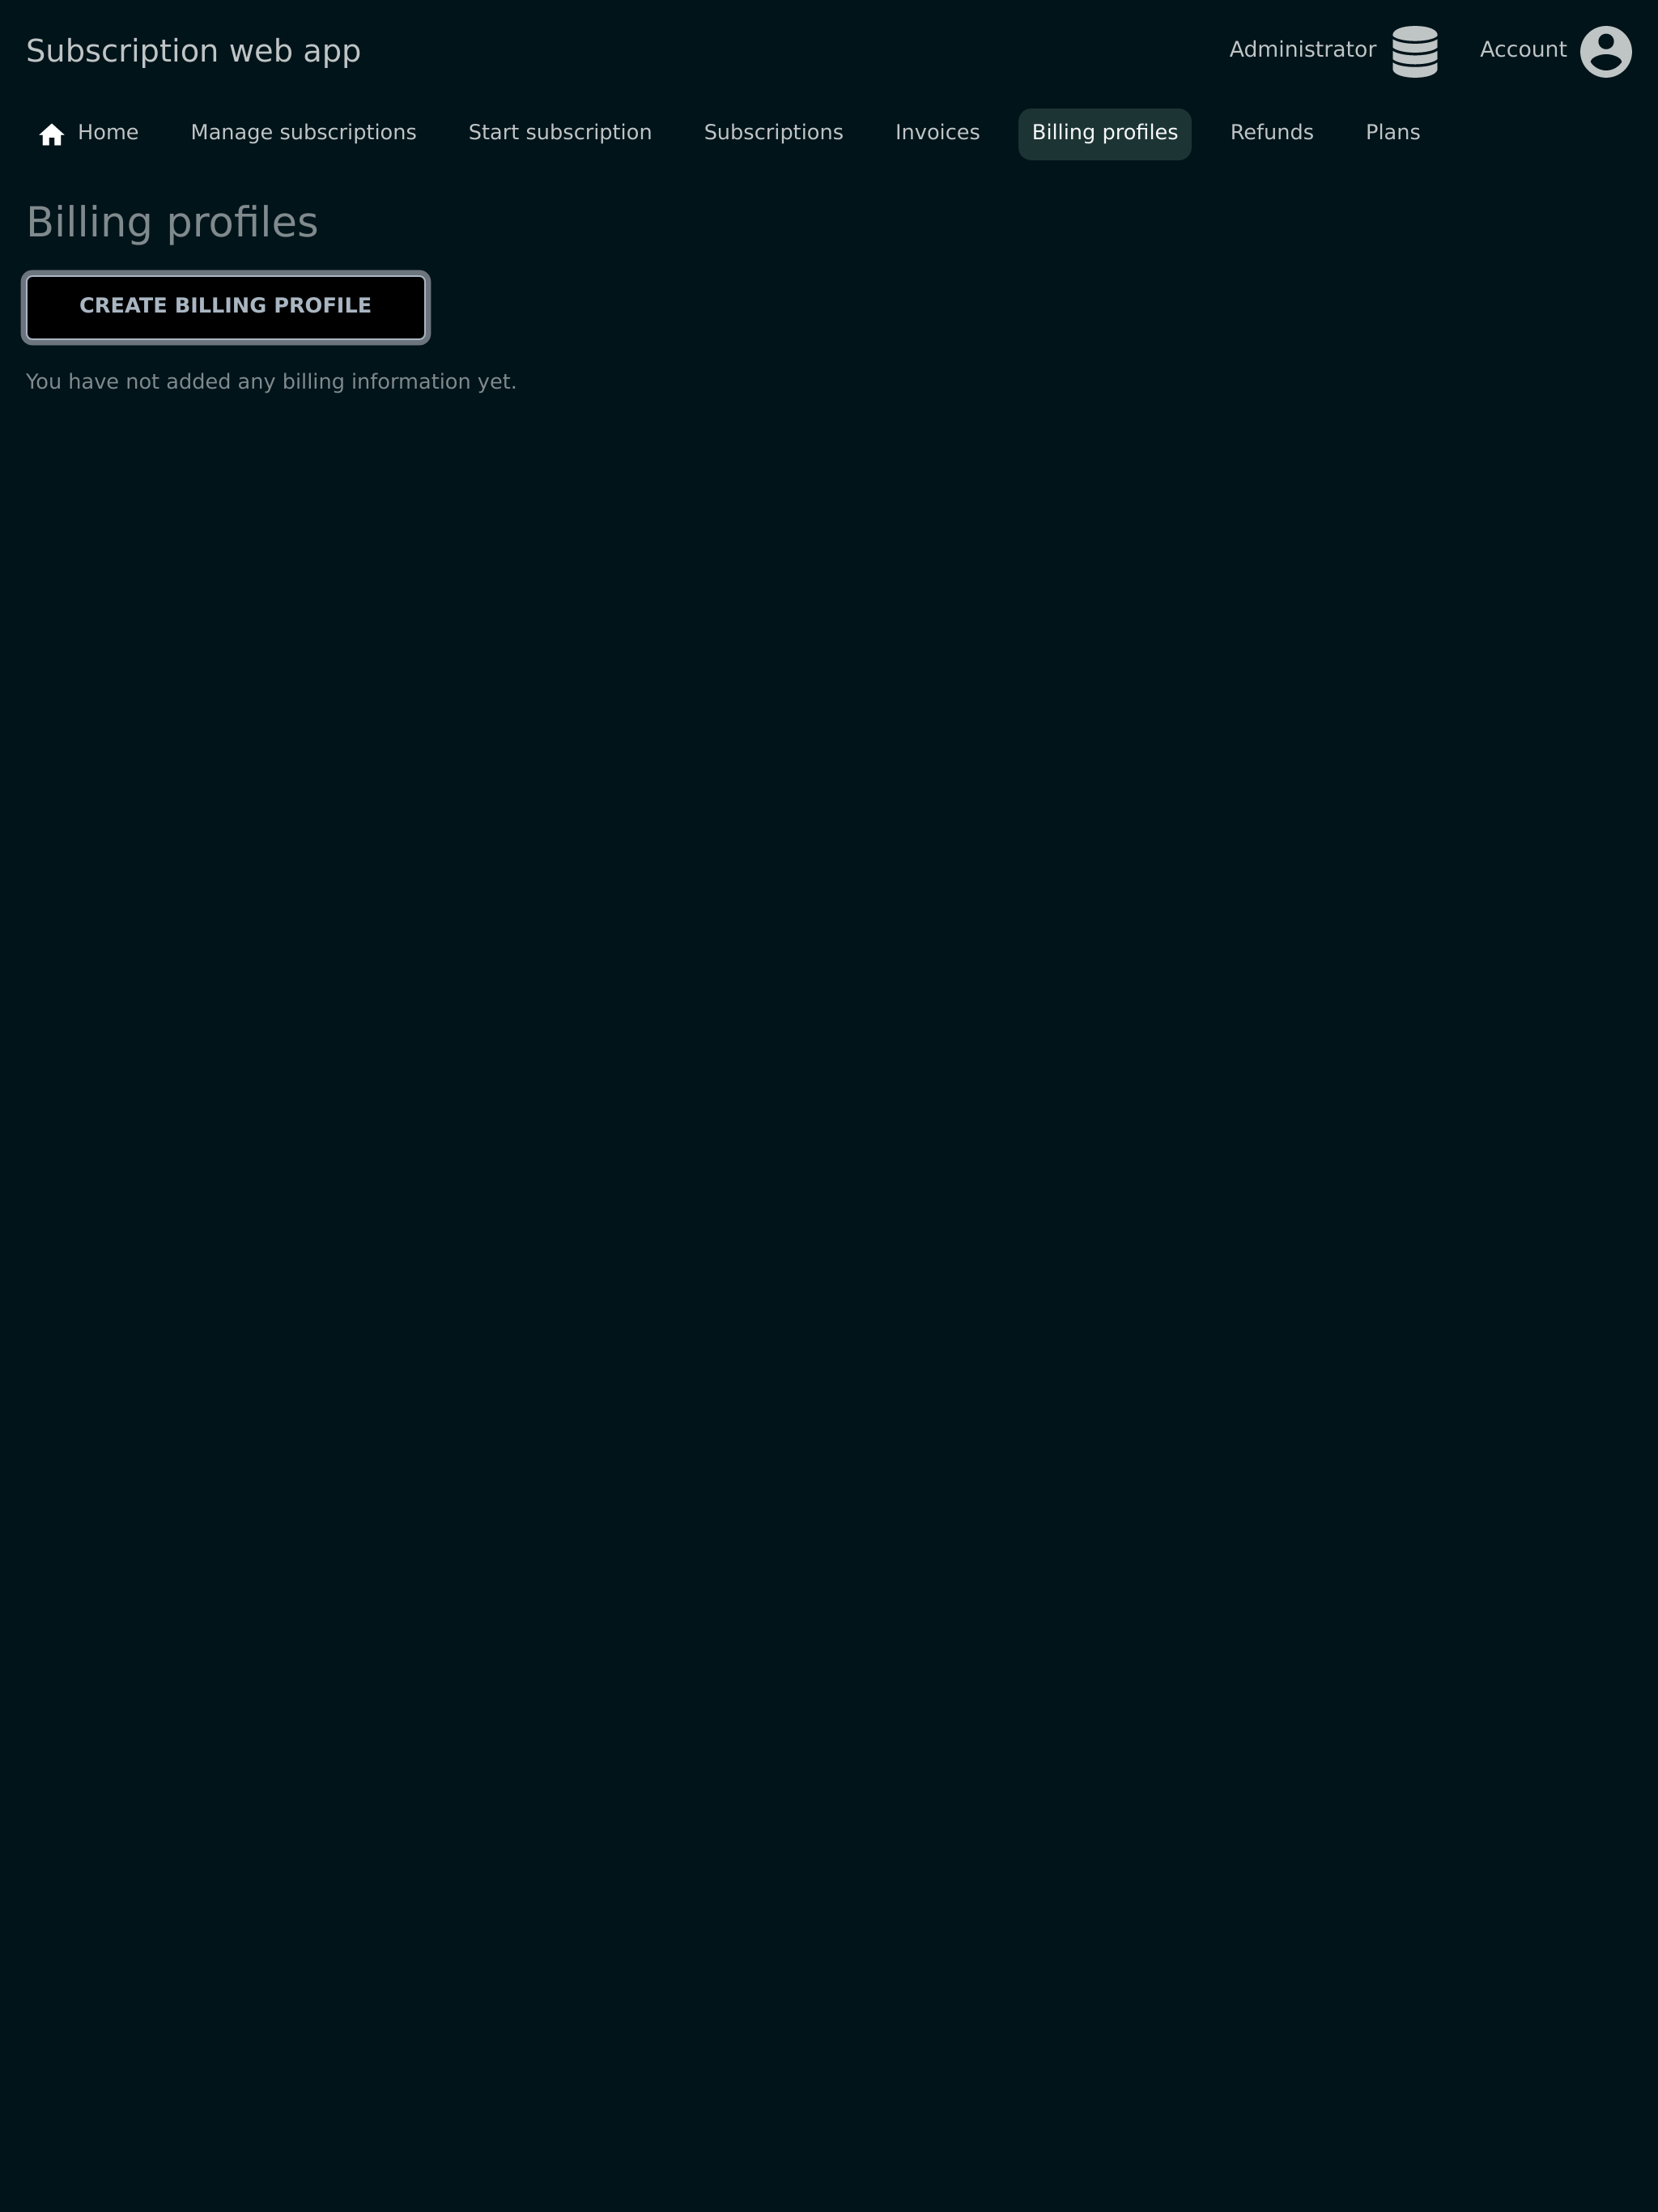 Subscription web app
Administrator
Account
Home
Manage subscriptions
Start subscription
Subscriptions
Invoices
Billing profiles
Refunds
Plans
Billing profiles
CREATE BILLING PROFILE
You have not added any billing information yet.